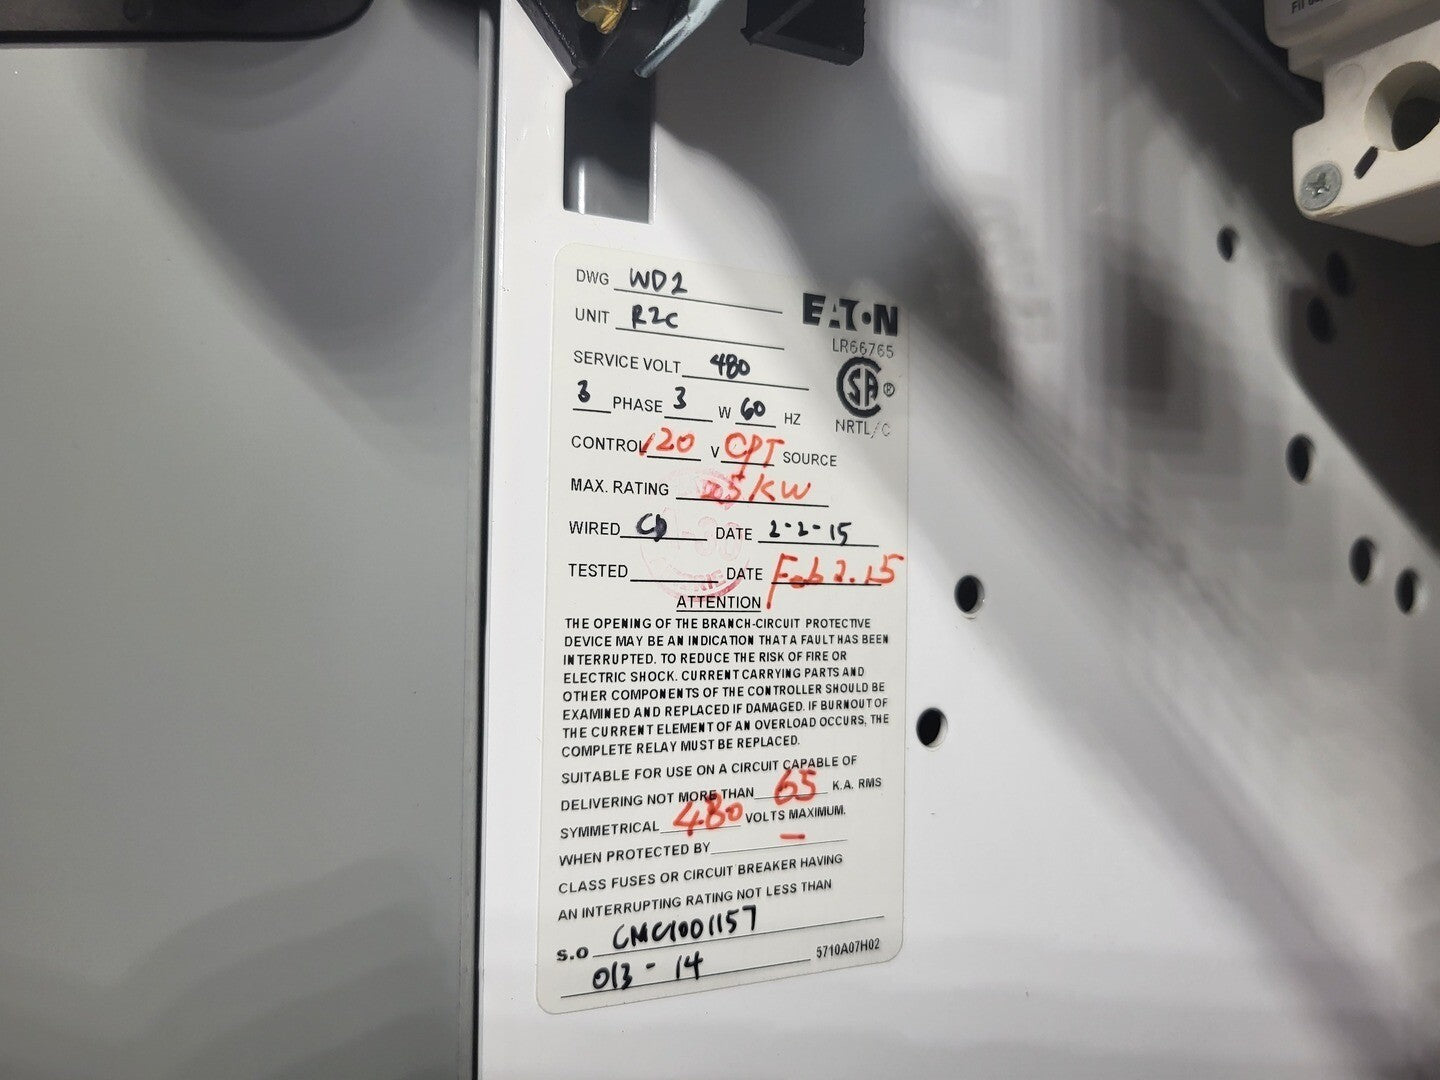 DWG WD2
EATON
UNIT R2C
LR66765
SERVICE VOLT 480
SA ®
3 PHASE 3 W 60 HZ
NRTL/C
CONTROL 120 V CPT SOURCE
MAX. RATING KW
WIRED CD DATE 2-2-15
TESTED DATE Feb 2.15
ATTENTION
THE OPENING OF THE BRANCH-CIRCUIT PROTECTIVE
DEVICE MAY BE AN INDICATION THAT A FAULT HAS BEEN
INTERRUPTED. TO REDUCE THE RISK OF FIRE OR
ELECTRIC SHOCK. CURRENT CARRYING PARTS AND
OTHER COMPONENTS OF THE CONTROLLER SHOULD BE
EXAMINED AND REPLACED IF DAMAGED. IF BURNOUT OF
THE CURRENT ELEMENT OF AN OVERLOAD OCCURS, THE
COMPLETE RELAY MUST BE REPLACED.
SUITABLE FOR USE ON A CIRCUIT CAPABLE OF
DELIVERING NOT MORE THAN 65 K.A. RMS
SYMMETRICAL 480 VOLTS MAXIMUM.
WHEN PROTECTED BY
CLASS FUSES OR CIRCUIT BREAKER HAVING
AN INTERRUPTING RATING NOT LESS THAN
S.O CMC1001157
013 - 14
5710A07H02